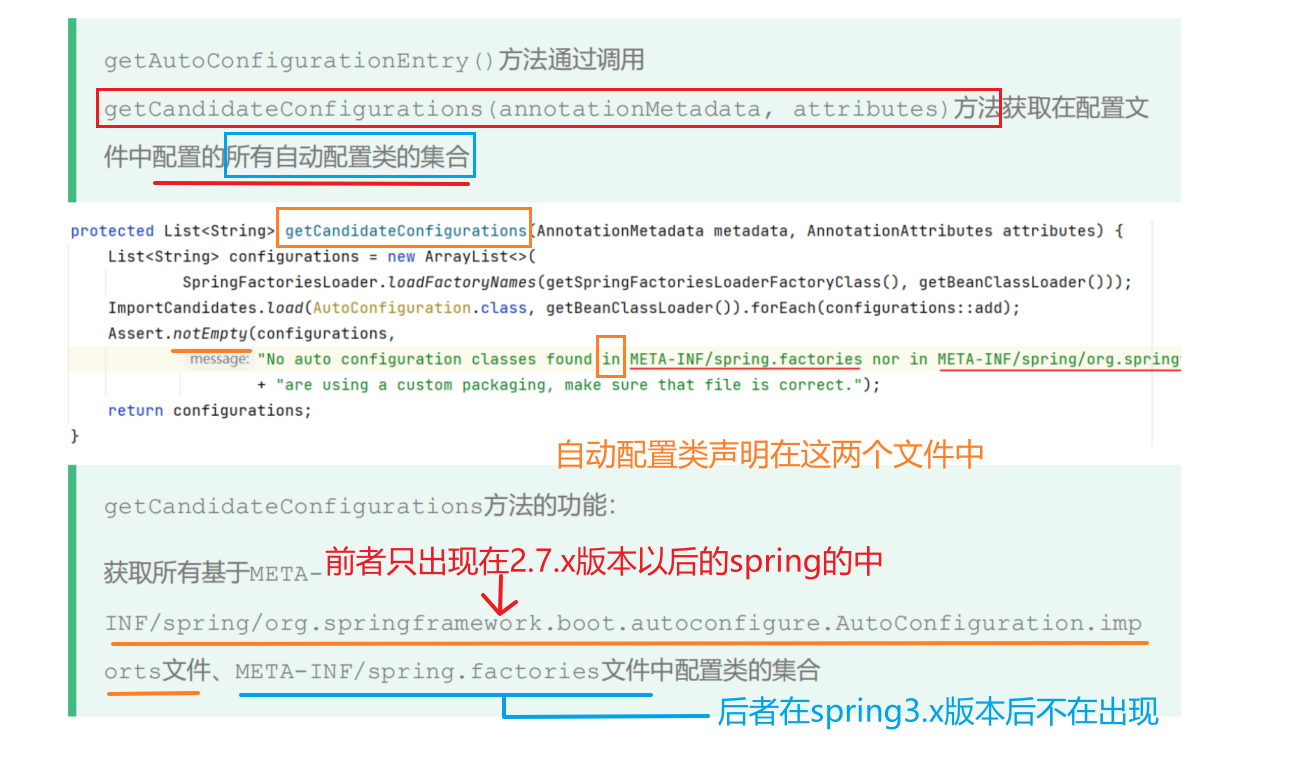 getAutoConfigurationEntry()方法通过调用
getCandidateConfigurations(annotationMetadata, attributes)方法获取在配置文
件中配置的所有自动配置类的集合
protected List<String> getCandidateConfigurations(AnnotationMetadata metadata, AnnotationAttributes attributes) {
List<String> configurations = new ArrayList<>(
SpringFactoriesLoader.loadFactoryNames(getSpringFactoriesLoaderFactoryClass(), getBeanClassLoader()));
ImportCandidates.load(AutoConfiguration.class, getBeanClassLoader()).forEach(configurations::add);
Assert.notEmpty(configurations,
message: "No auto configuration classes found in META-INF/spring.factories nor in META-INF/spring/org.spring
+ "are using a custom packaging, make sure that file is correct.");
return configurations;
}
自动配置类声明在这两个文件中
getCandidateConfigurations方法的功能：
前者只出现在2.7.x版本以后的spring的中
获取所有基于META-
INF/spring/org.springframework.boot.autoconfigure.AutoConfiguration.imp
orts文件、META-INF/spring.factories文件中配置类的集合
后者在spring3.x版本后不在出现